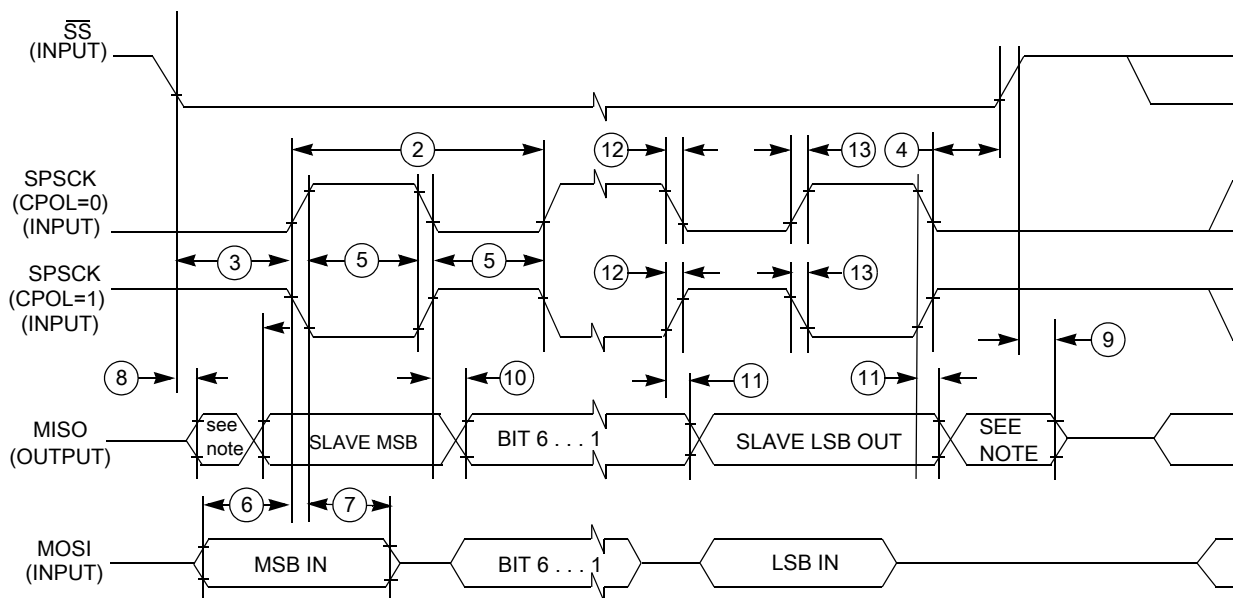 SS
(INPUT)
2
12
13
4
SPSCK
(CPOL=0)
(INPUT)
3
5
5
12
13
SPSCK
(CPOL=1)
(INPUT)
9
8
10
11
11
MISO
(OUTPUT)
see
note
SLAVE MSB
BIT 6 . . . 1
SLAVE LSB OUT
SEE
NOTE
6
7
MOSI
(INPUT)
MSB IN
BIT 6 . . . 1
LSB IN